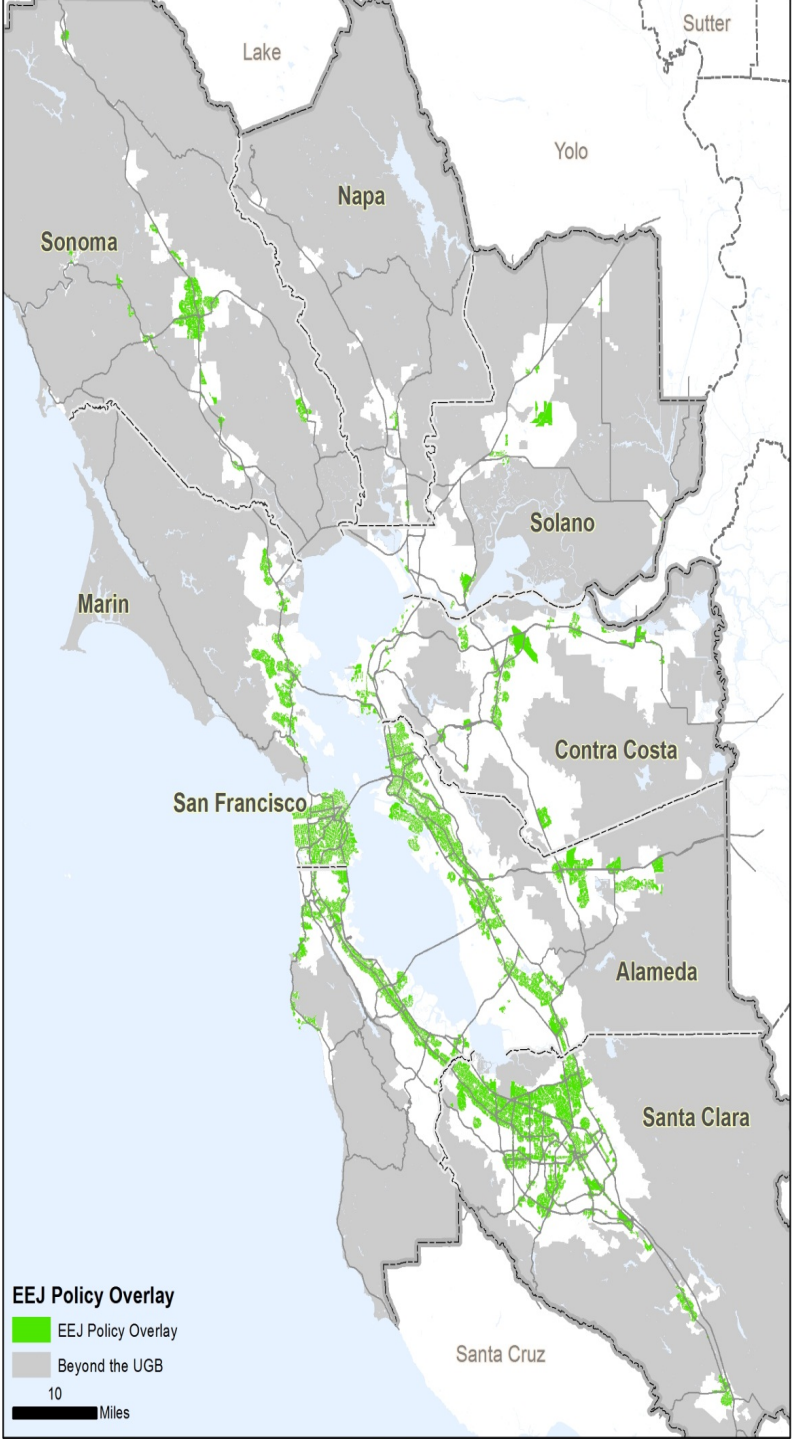 Sutter
Lake
Yolo
Napa
Sonoma
Solano
Marin
Contra Costa
San Francisco
Alameda
Santa Clara
EEJ Policy Overlay
EEJ Policy Overlay
Beyond the UGB
10
Miles
Santa Cruz